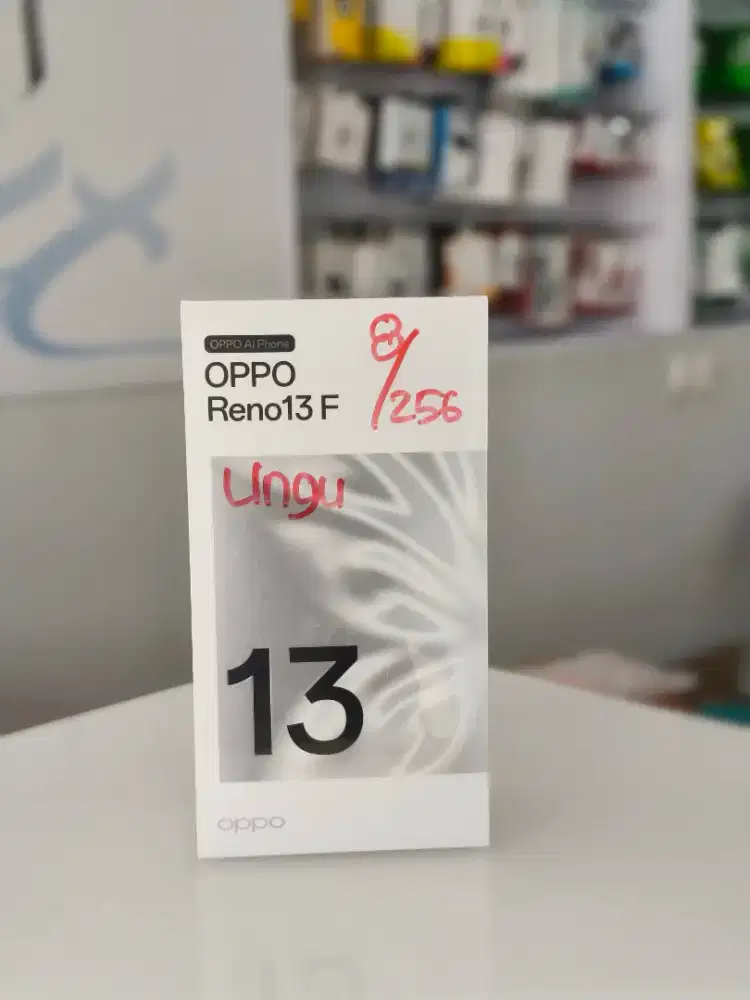 OPPO AI Phone
OPPO
Reno13 F
8/256
Ungu
13
oppo